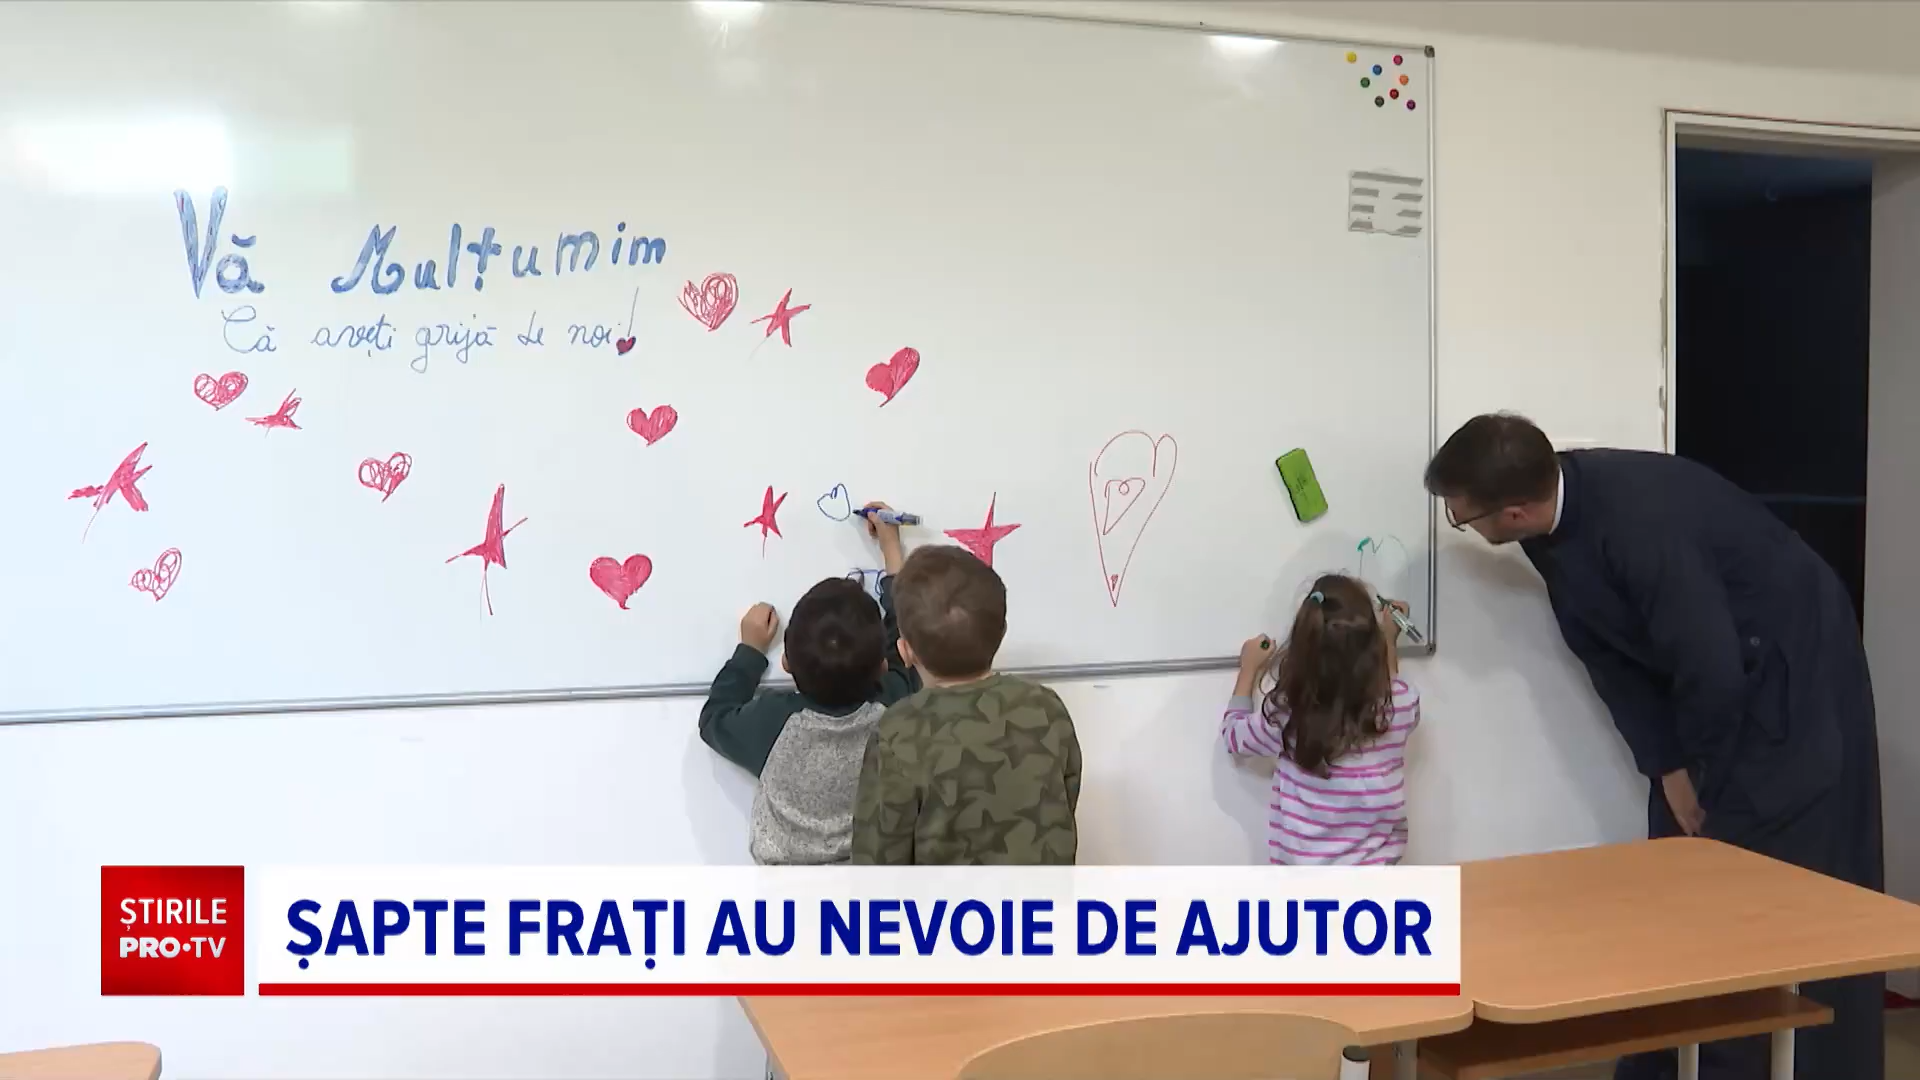 Vă Mulțumim
Că aveți grijă de noi!
ȘTIRILE
PRO•TV
ȘAPTE FRAȚI AU NEVOIE DE AJUTOR